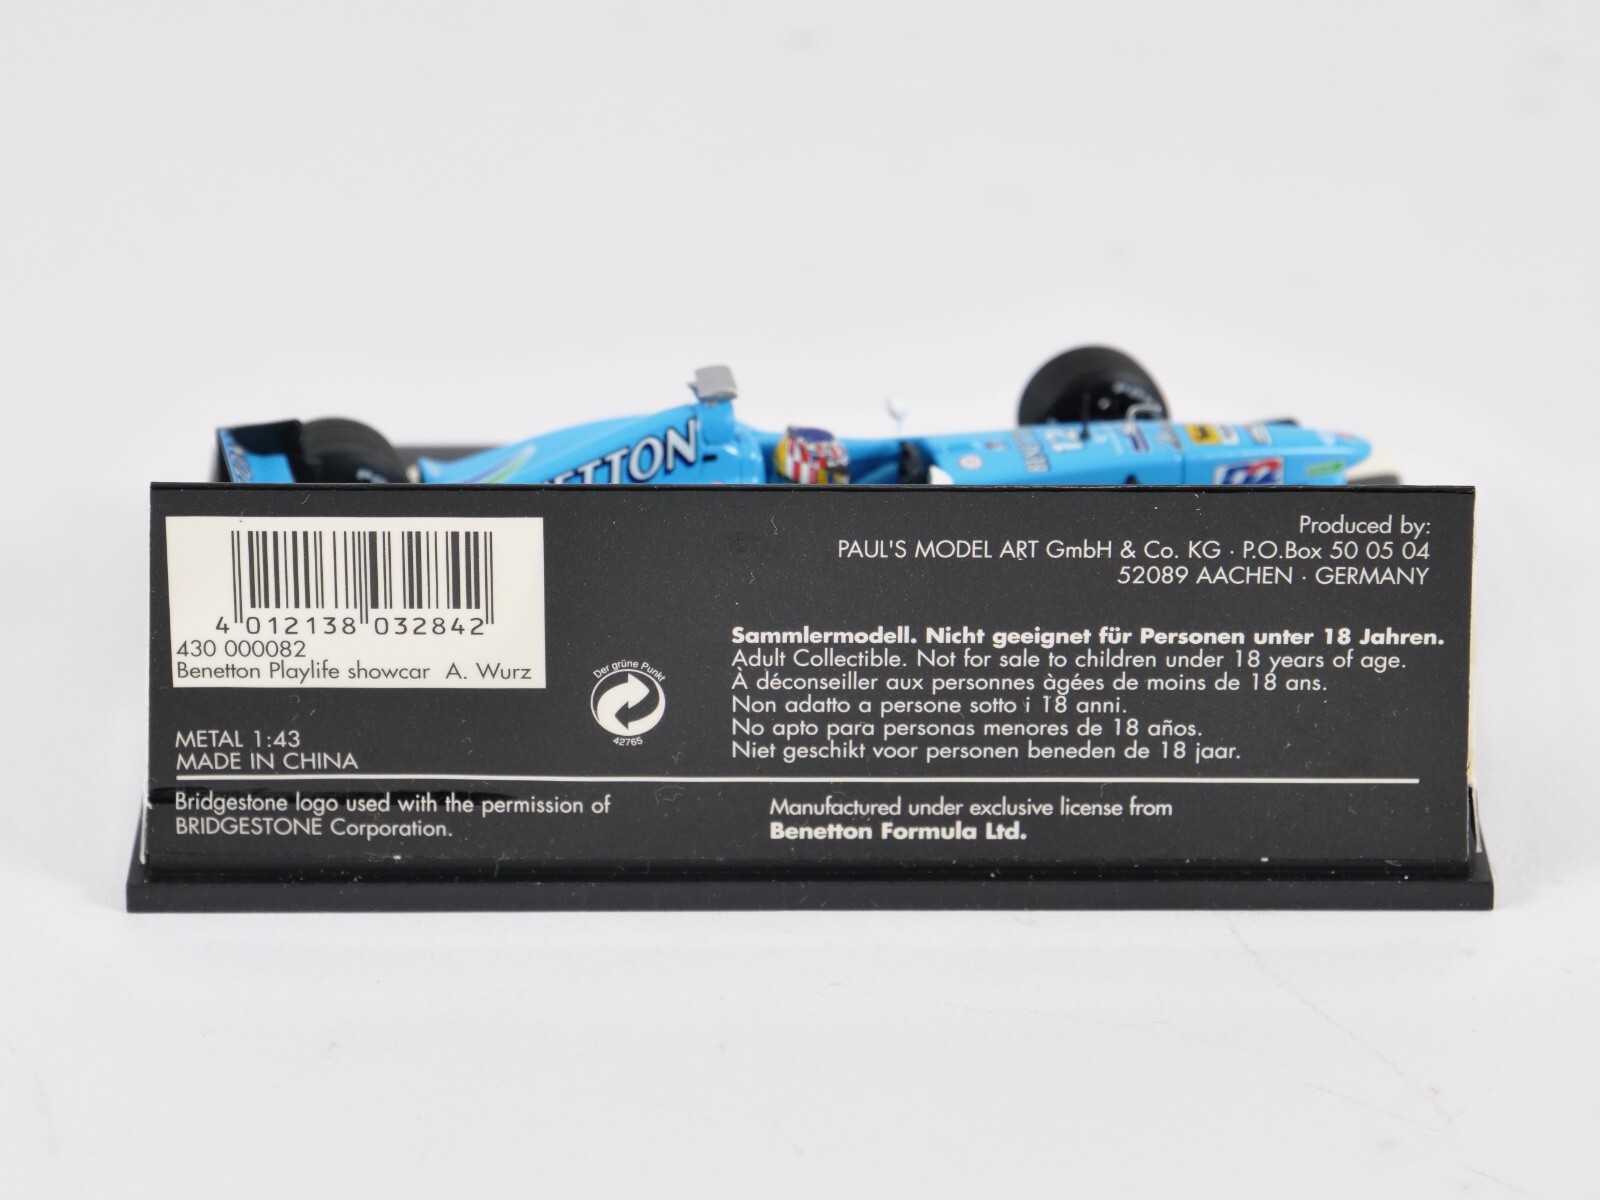 BENETTON
12
4 012138 032842
430 000082
Benetton Playlife showcar A. Wurz
METAL 1:43
MADE IN CHINA
Der grüne Punkt
42765
Produced by:
PAUL'S MODEL ART GmbH & Co. KG · P.O.Box 50 05 04
52089 AACHEN · GERMANY
Sammlermodell. Nicht geeignet für Personen unter 18 Jahren.
Adult Collectible. Not for sale to children under 18 years of age.
À déconseiller aux personnes àgées de moins de 18 ans.
Non adatto a persone sotto i 18 anni.
No apto para personas menores de 18 años.
Niet geschikt voor personen beneden de 18 jaar.
Bridgestone logo used with the permission of
BRIDGESTONE Corporation.
Manufactured under exclusive license from
Benetton Formula Ltd.